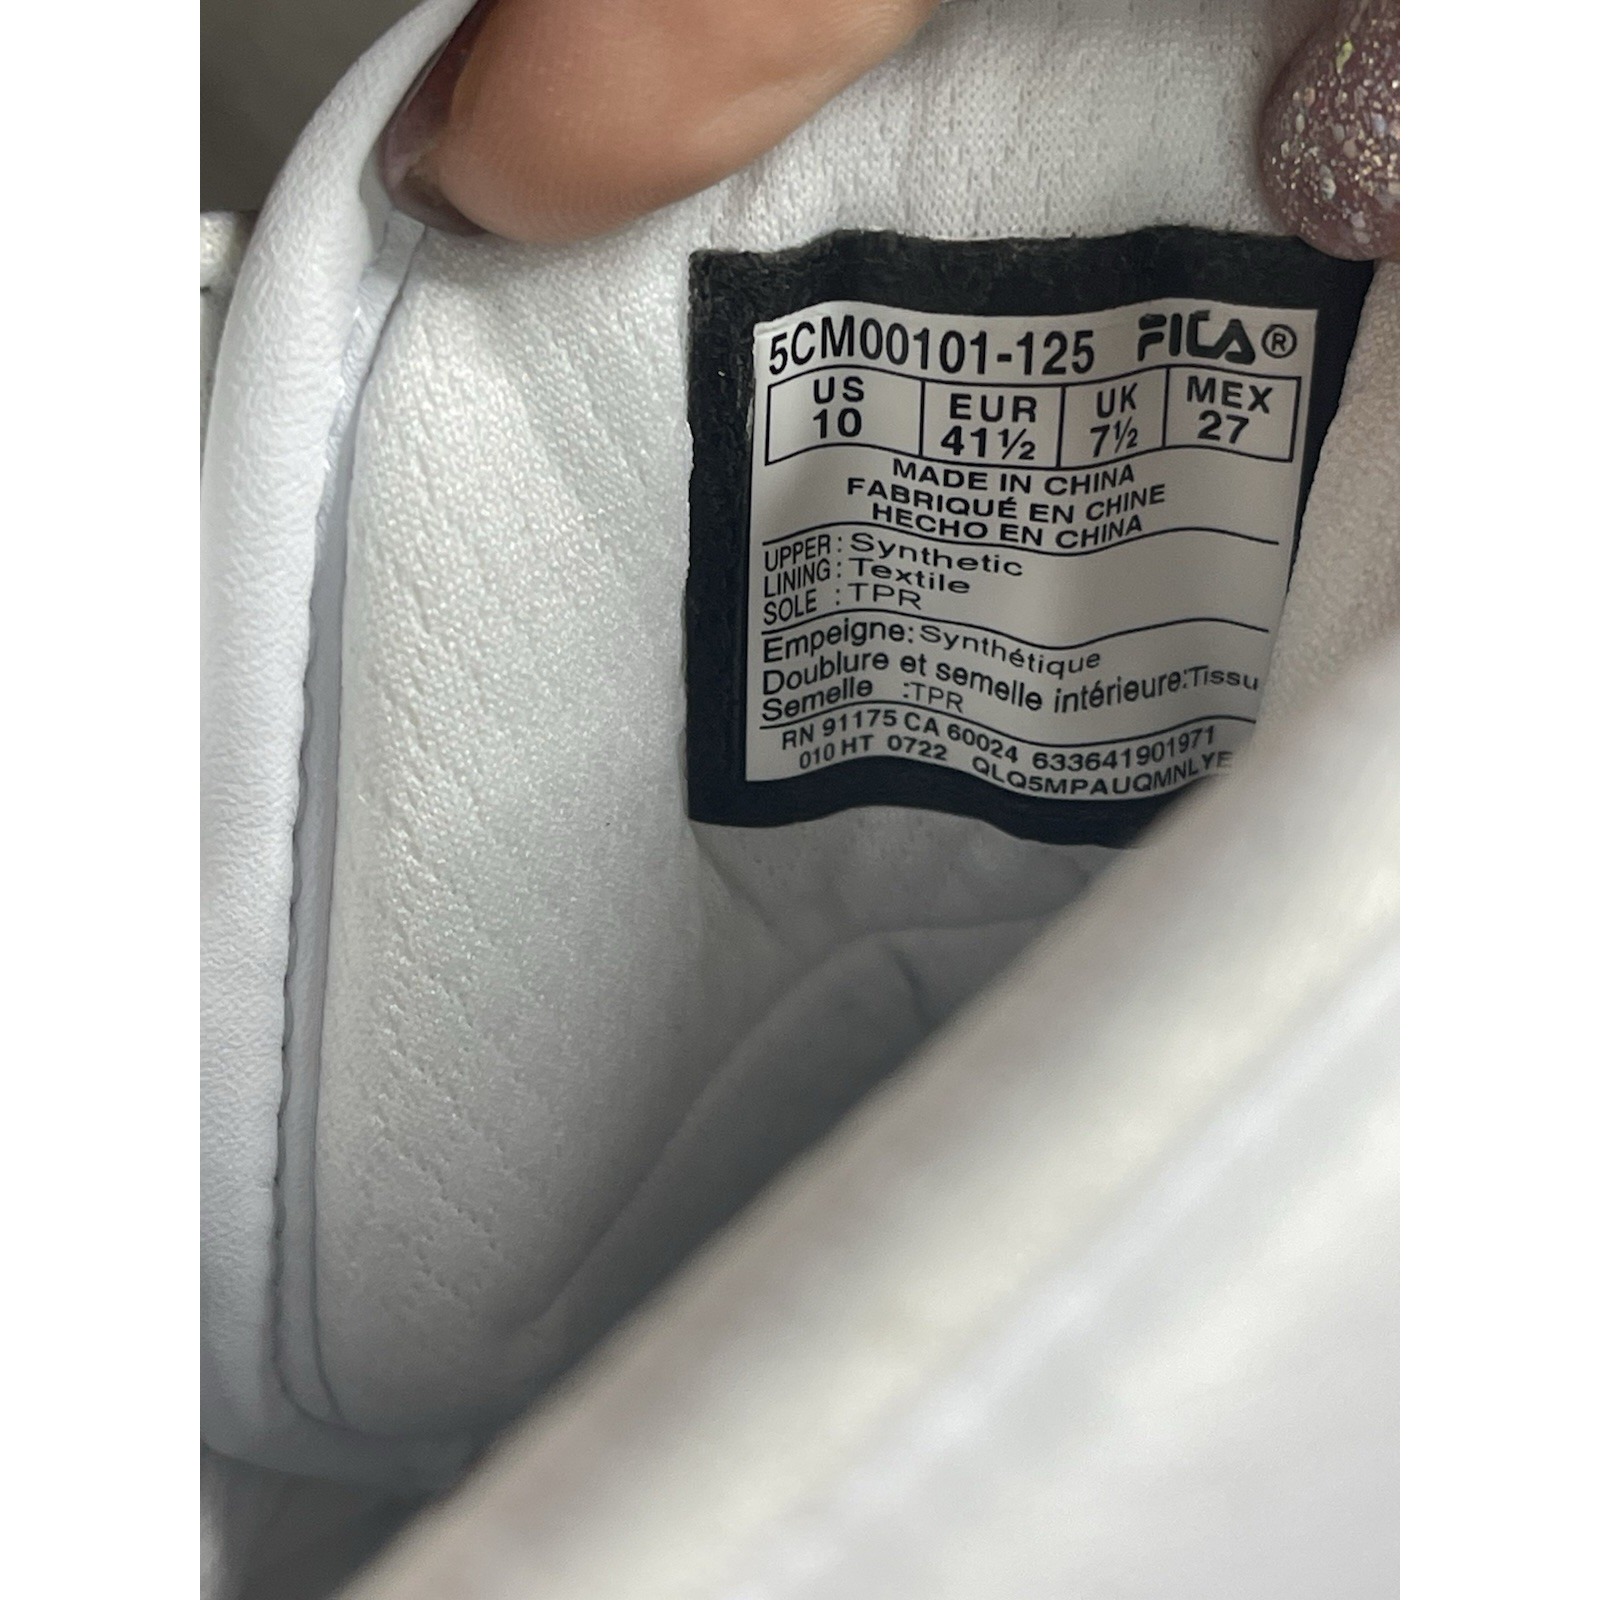 5CM00101-125 FILA®
US EUR UK MEX
10 41½ 7½ 27
MADE IN CHINA
FABRIQUÉ EN CHINE
HECHO EN CHINA
UPPER: Synthetic
LINING: Textile
SOLE : TPR
Empeigne: Synthétique
Doublure et semelle intérieure: Tissu
Semelle :TPR
RN 91175 CA 60024 633641901971
010 HT 0722 QLQ5MPAUQMNLYE